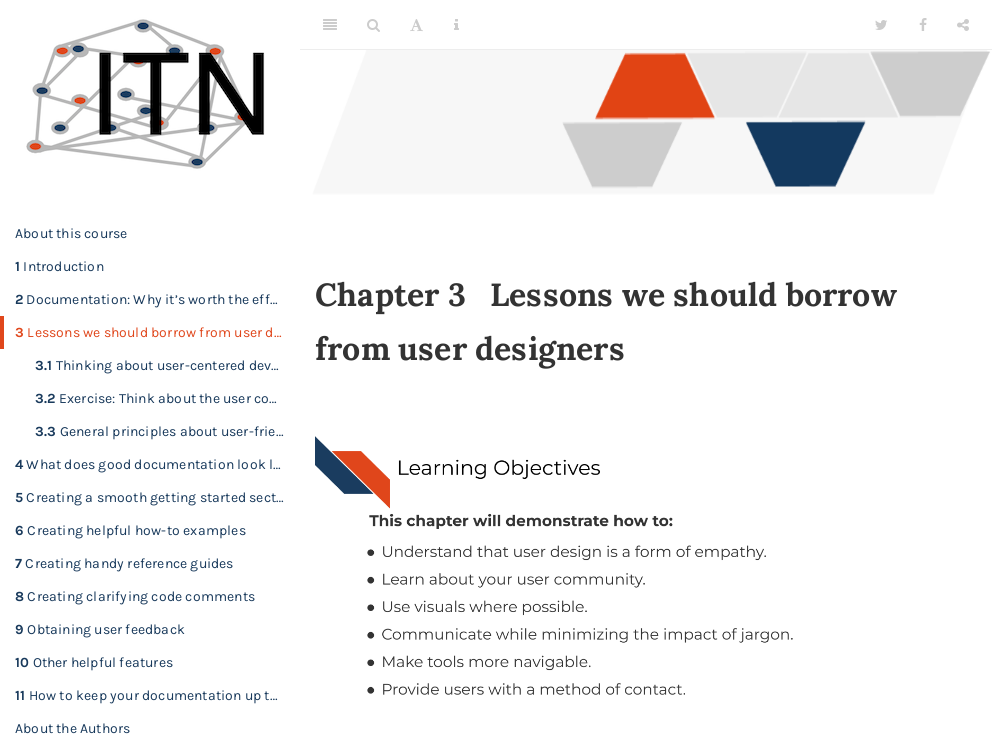 ITN
About this course
1 Introduction
2 Documentation: Why it's worth the eff…
3 Lessons we should borrow from user d…
3.1 Thinking about user-centered dev…
3.2 Exercise: Think about the user co…
3.3 General principles about user-frie…
4 What does good documentation look l…
5 Creating a smooth getting started sect…
6 Creating helpful how-to examples
7 Creating handy reference guides
8 Creating clarifying code comments
9 Obtaining user feedback
10 Other helpful features
11 How to keep your documentation up t…
About the Authors
Chapter 3 Lessons we should borrow
from user designers
Learning Objectives
This chapter will demonstrate how to:
● Understand that user design is a form of empathy.
● Learn about your user community.
● Use visuals where possible.
● Communicate while minimizing the impact of jargon.
● Make tools more navigable.
● Provide users with a method of contact.